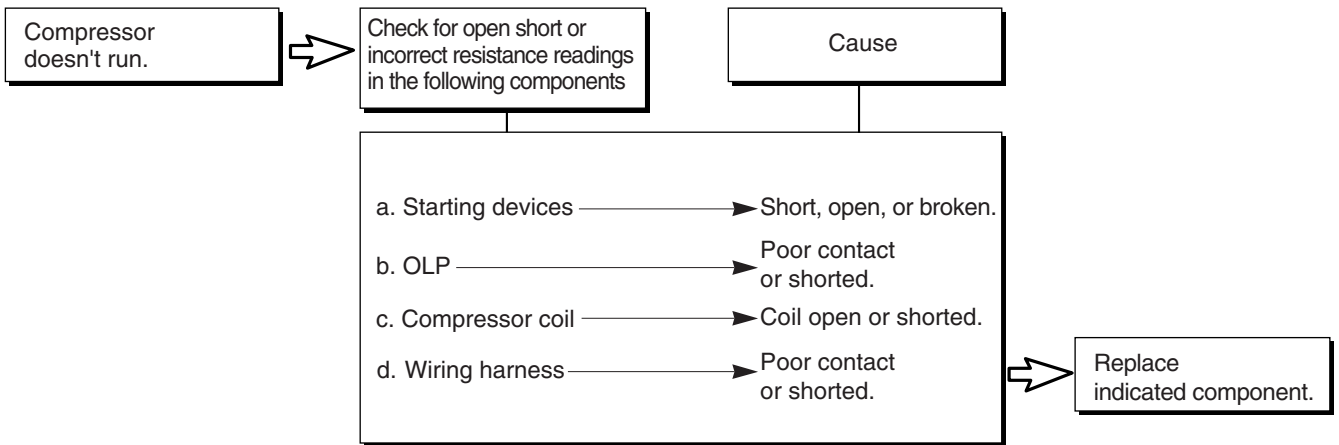 Compressor
doesn't run.
Check for open short or
incorrect resistance readings
in the following components
Cause
a. Starting devices
Short, open, or broken.
b. OLP
Poor contact
or shorted.
c. Compressor coil
Coil open or shorted.
d. Wiring harness
Poor contact
or shorted.
Replace
indicated component.